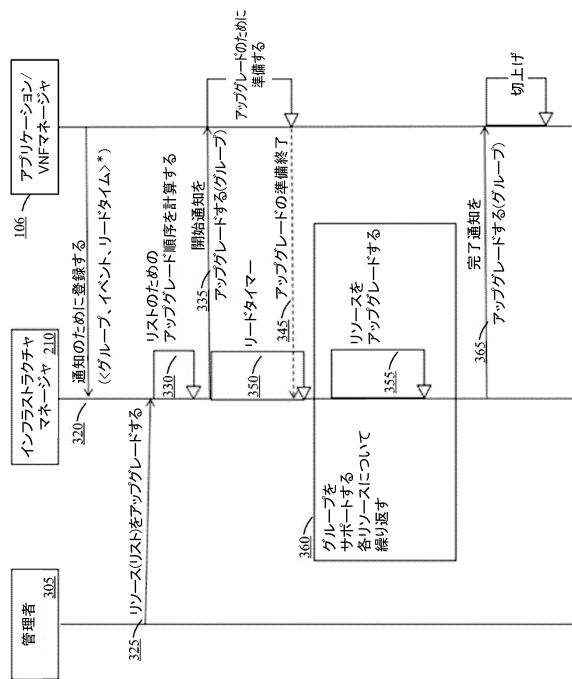 管理者
305
インフラストラクチャ
マネージャ 210
アプリケーション/
VNFマネージャ
106
通知のために登録する
(<グループ、イベント、リードタイム>*)
320
リソース(リスト)をアップグレードする
325
リストのための
アップグレード順序を計算する
330
開始通知を
アップグレードする(グループ)
335
アップグレードのために
準備する
リードタイマー
350
アップグレードの準備終了
345
グループを
サポートする
各リソースについて
繰り返す
360
リソースを
アップグレードする
355
完了通知を
アップグレードする(グループ)
365
切上げ